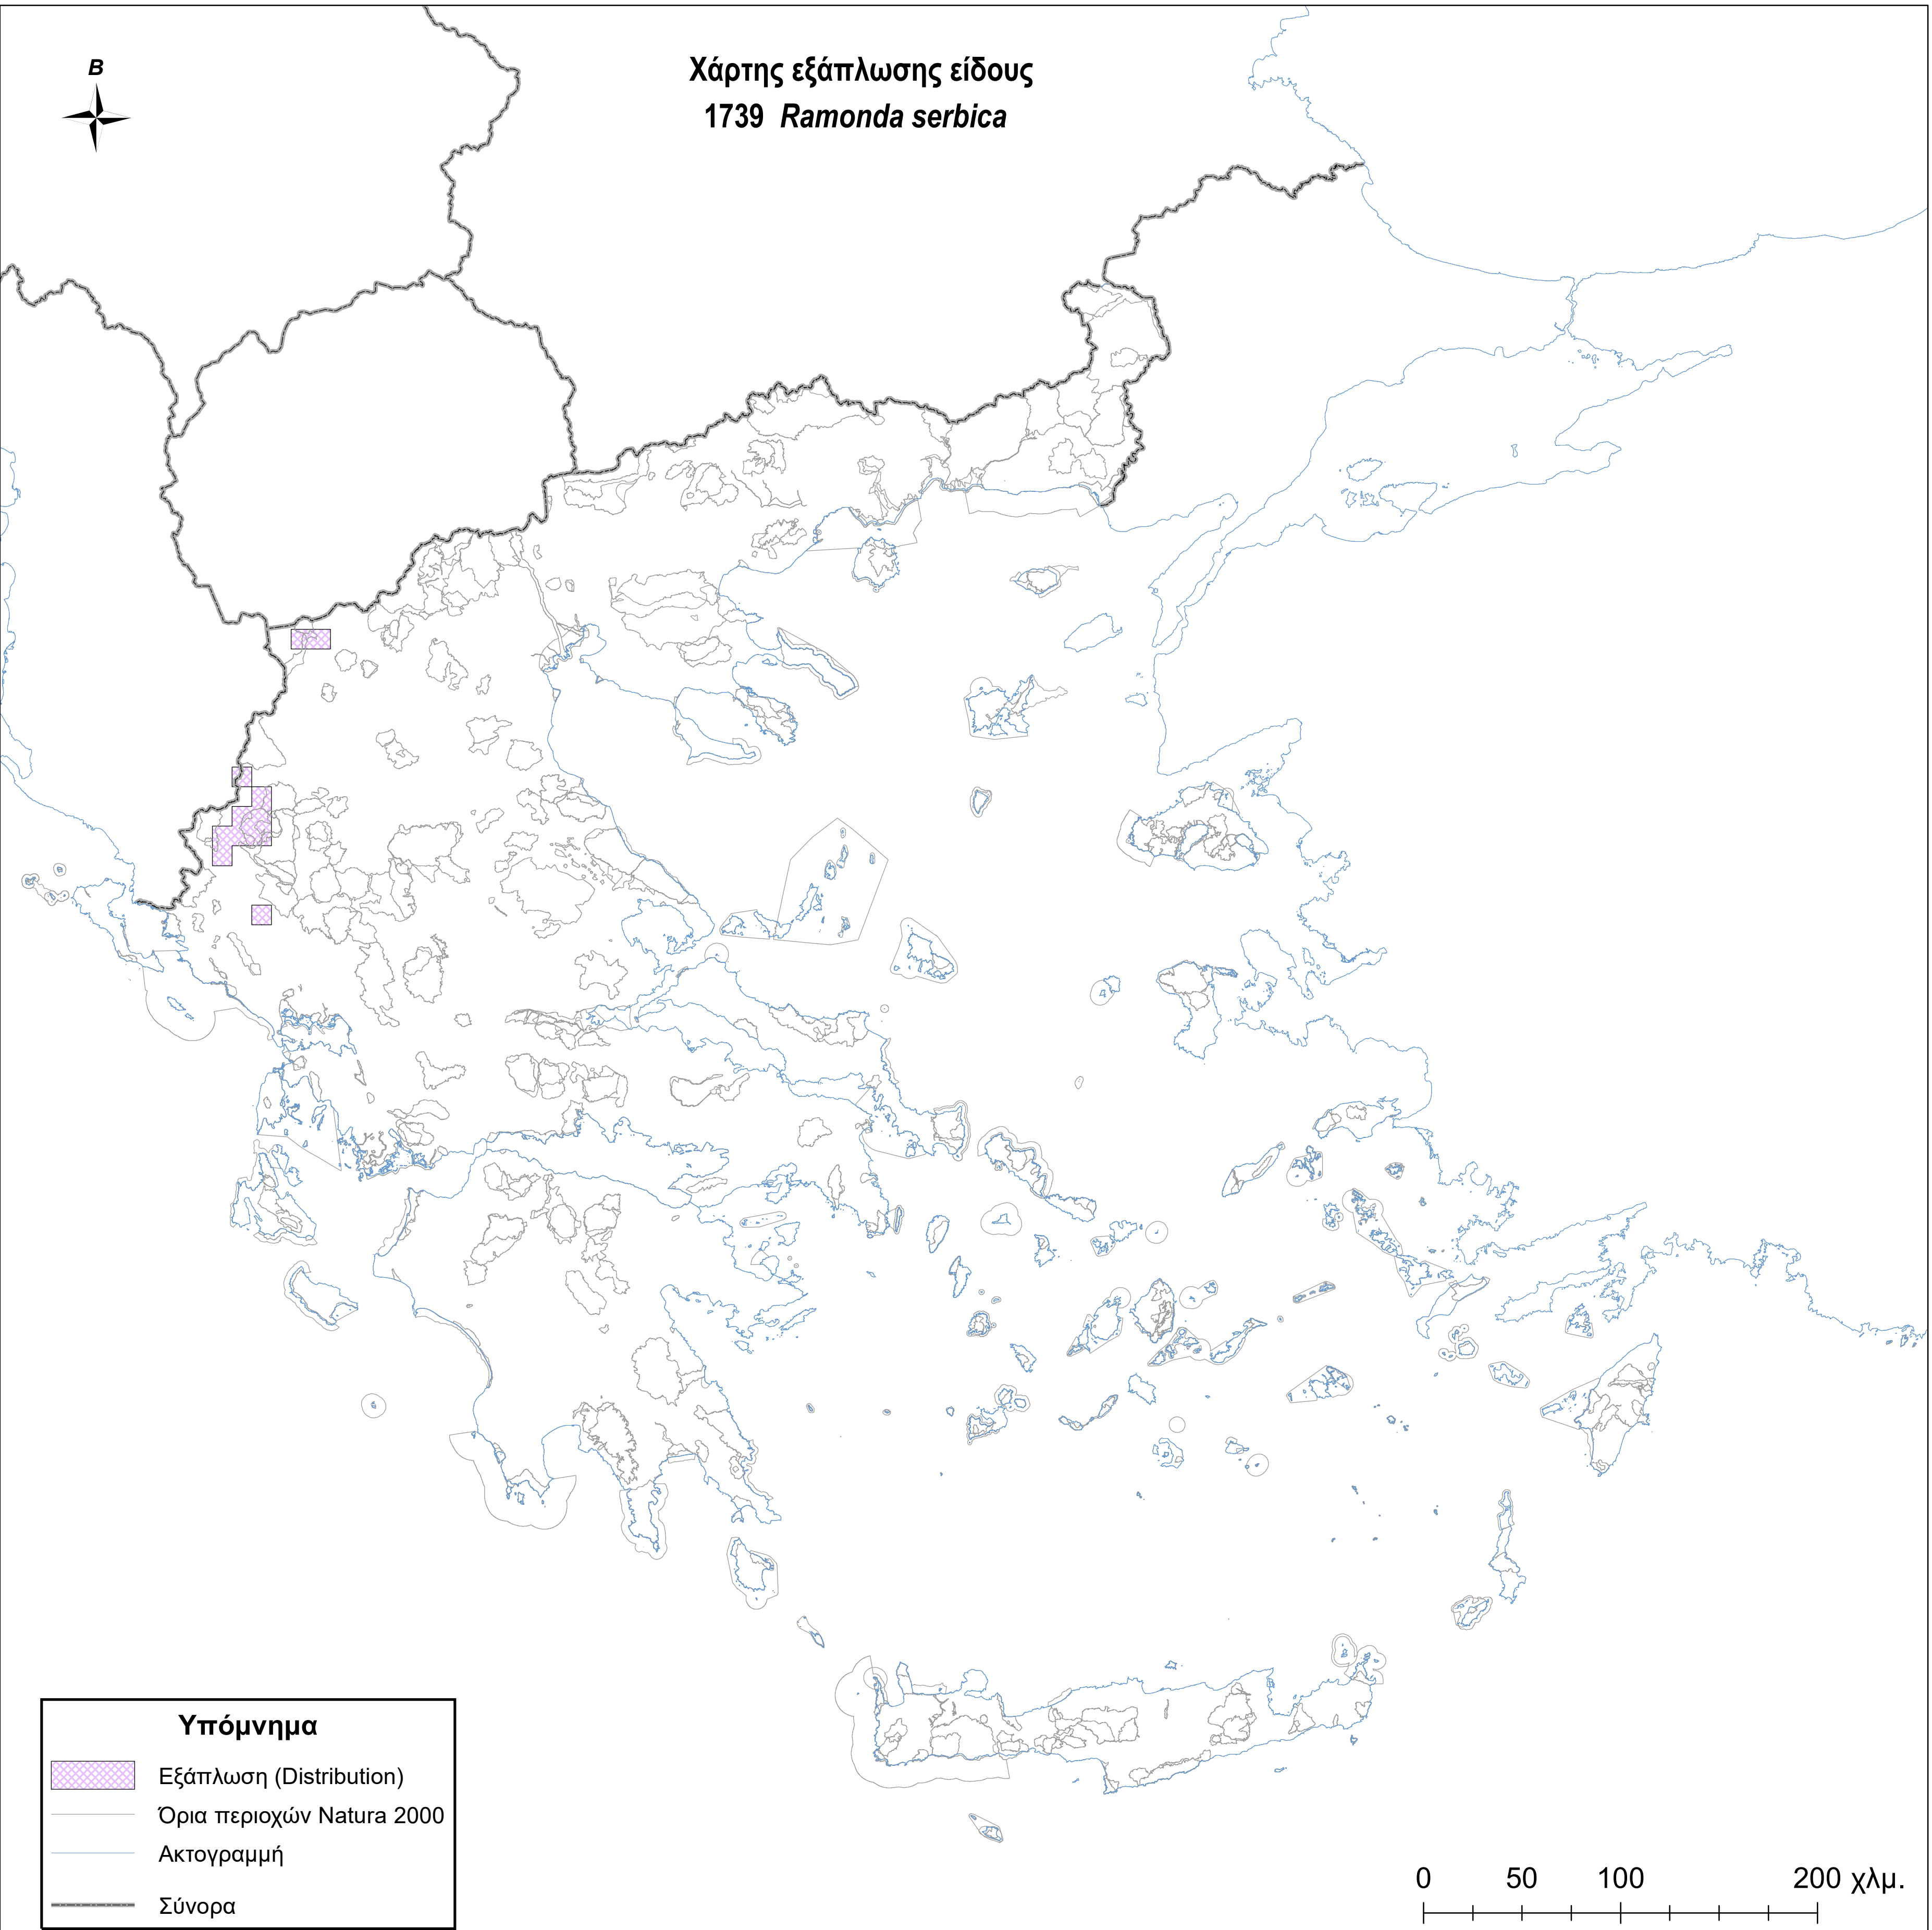 Χάρτης εξάπλωσης είδους
1739 Ramonda serbica
Β
Υπόμνημα
Εξάπλωση (Distribution)
Όρια περιοχών Natura 2000
Ακτογραμμή
Σύνορα
0 50 100 200 χλμ.